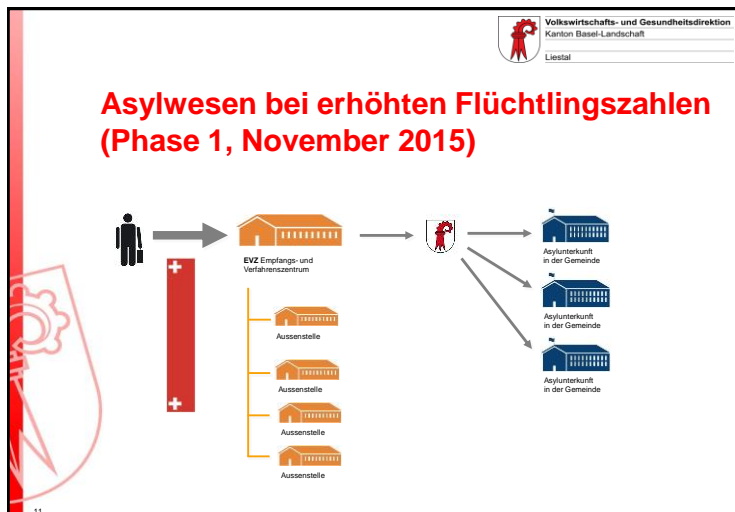 Volkswirtschafts- und Gesundheitsdirektion
Kanton Basel-Landschaft
Liestal
Asylwesen bei erhöhten Flüchtlingszahlen
(Phase 1, November 2015)
EVZ Empfangs- und
Verfahrenszentrum
Aussenstelle
Aussenstelle
Aussenstelle
Aussenstelle
Asylunterkunft
in der Gemeinde
Asylunterkunft
in der Gemeinde
Asylunterkunft
in der Gemeinde
11